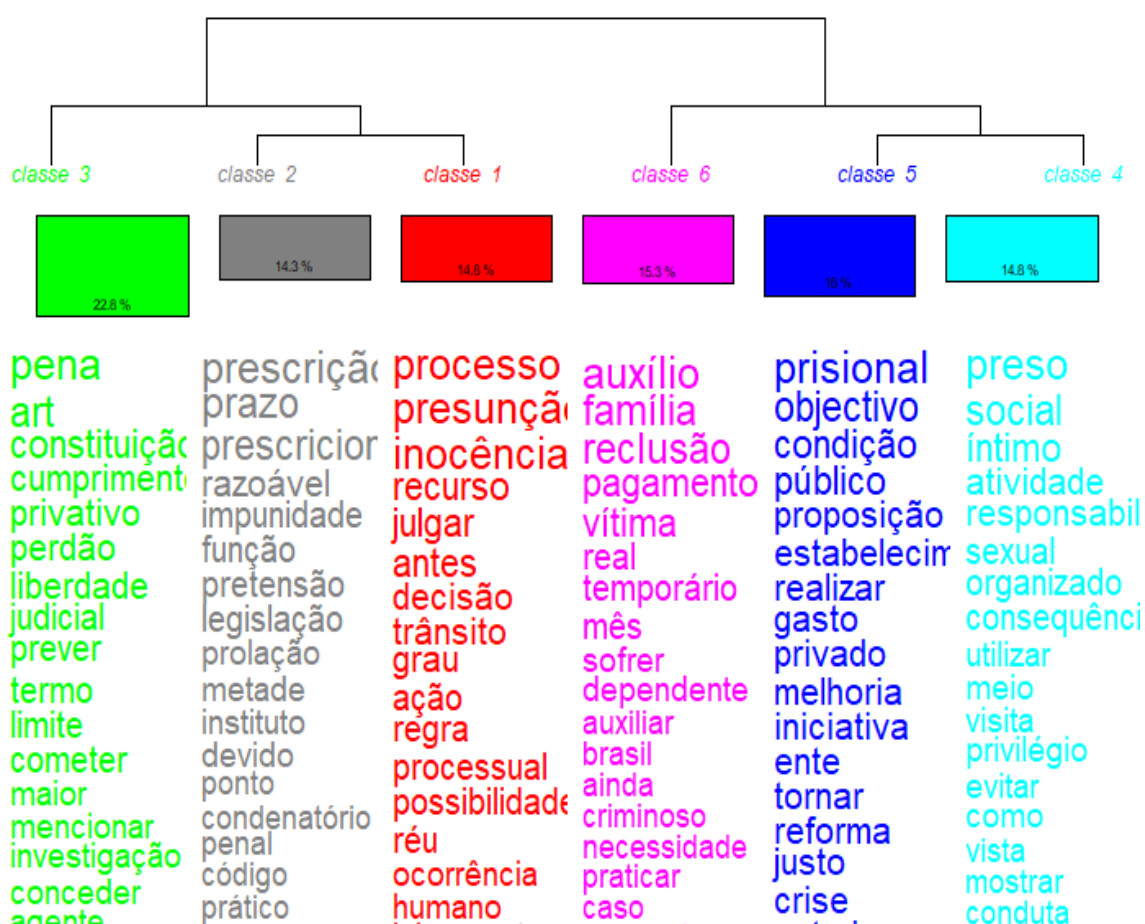 classe 3
classe 2
classe 1
classe 6
classe 5
classe 4
22.8 %
14.3 %
14.8 %
15.3 %
18 %
14.8 %
pena
art
constituição
cumpriment
privativo
perdão
liberdade
judicial
prever
termo
limite
cometer
maior
mencionar
investigação
conceder
agente
prescrição
prazo
prescricion
razoável
impunidade
função
pretensão
legislação
prolação
metade
instituto
devido
ponto
condenatório
penal
código
prático
processo
presunção
inocência
recurso
julgar
antes
decisão
trânsito
grau
ação
regra
processual
possibilidade
réu
ocorrência
humano
auxílio
família
reclusão
pagamento
vítima
real
temporário
mês
sofrer
dependente
auxiliar
brasil
ainda
criminoso
necessidade
praticar
caso
prisional
objectivo
condição
público
proposição
estabelecim
realizar
gasto
privado
melhoria
iniciativa
ente
tornar
reforma
justo
crise
preso
social
íntimo
atividade
responsabil
sexual
organizado
consequênci
utilizar
meio
visita
privilégio
evitar
como
vista
mostrar
conduta